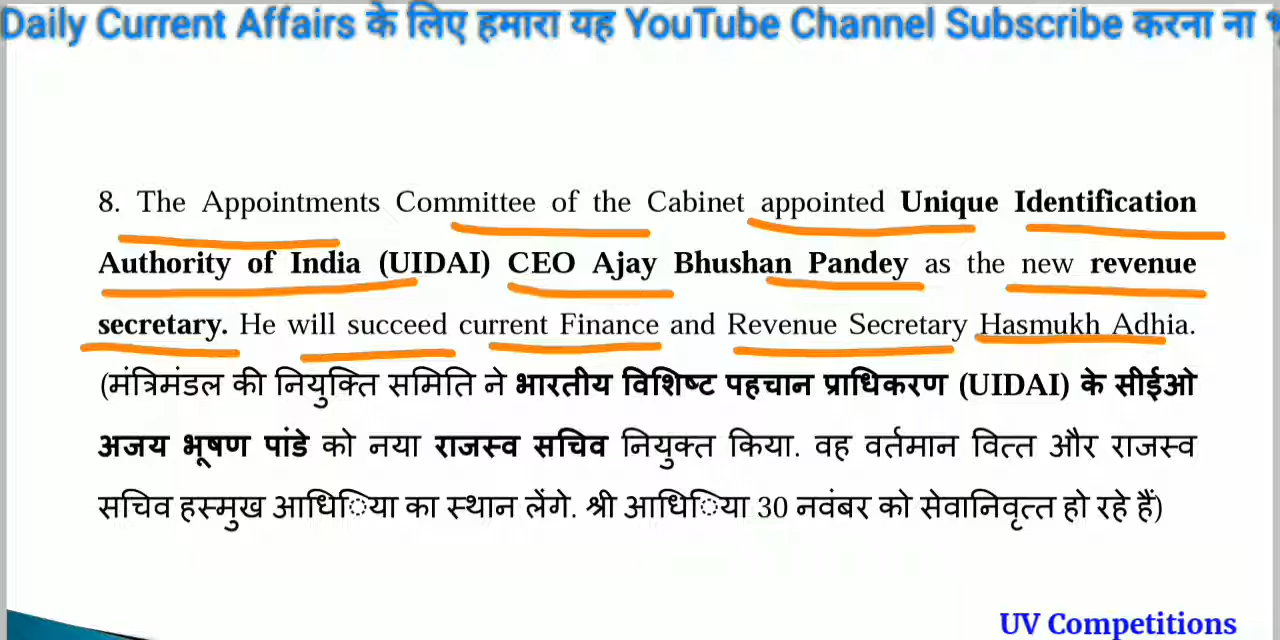 Daily Current Affairs के लिए हमारा यह YouTube Channel Subscribe करना ना
8. The Appointments Committee of the Cabinet appointed Unique Identification
Authority of India (UIDAI) CEO Ajay Bhushan Pandey as the new revenue
secretary. He will succeed current Finance and Revenue Secretary Hasmukh Adhia.
(मंत्रिमंडल की नियुक्ति समिति ने भारतीय विशिष्ट पहचान प्राधिकरण (UIDAI) के सीईओ
अजय भूषण पांडे को नया राजस्व सचिव नियुक्त किया. वह वर्तमान वित्त और राजस्व
सचिव हस्मुख आधिि​या का स्थान लेंगे. श्री आधिि​या 30 नवंबर को सेवानिवृत्त हो रहे हैं)
UV Competitions